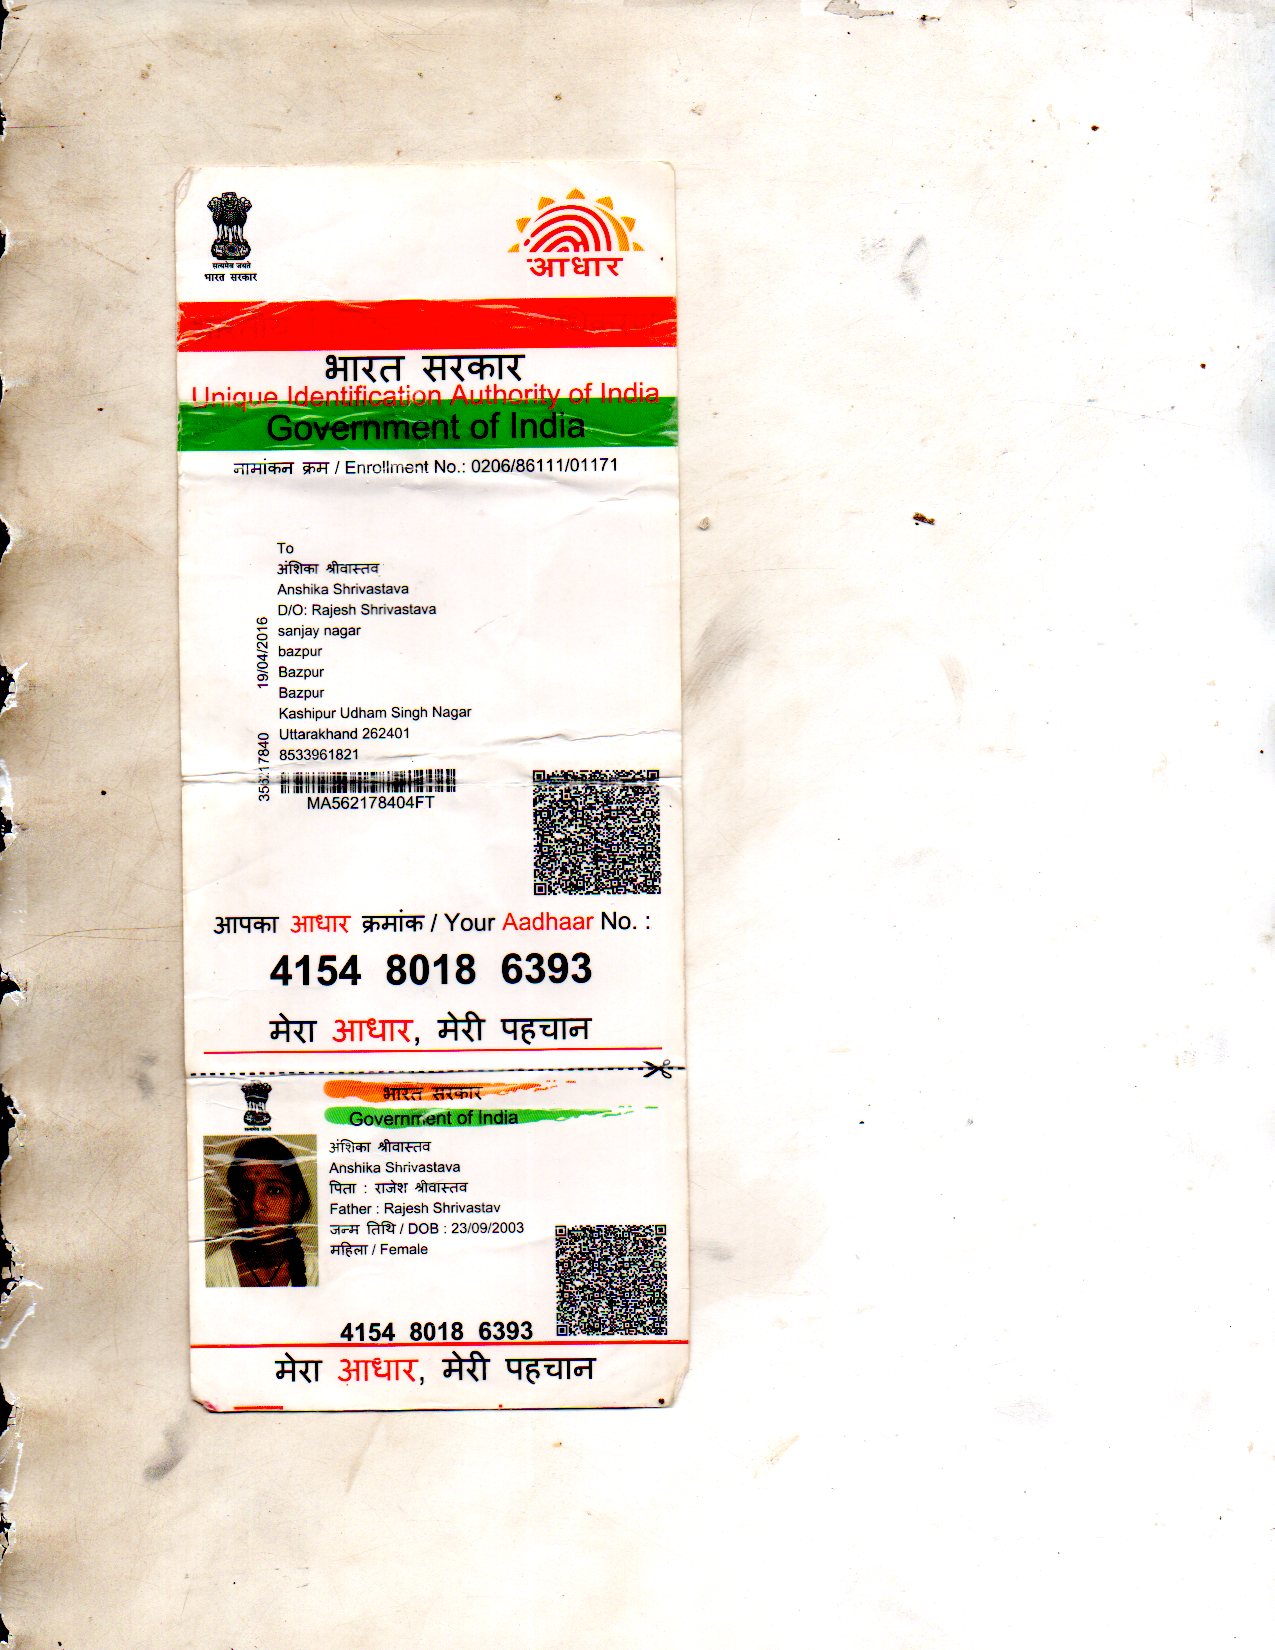 सत्यमेव जयते
भारत सरकार
आधार
भारत सरकार
Unique Identification Authority of India
Government of India
नामांकन क्रम / Enrollment No.: 0206/86111/01171
To
अंशिका श्रीवास्तव
Anshika Shrivastava
D/O: Rajesh Shrivastava
sanjay nagar
bazpur
Bazpur
Bazpur
Kashipur Udham Singh Nagar
Uttarakhand 262401
8533961821
19/04/2016
MA562178404FT
आपका आधार क्रमांक / Your Aadhaar No. :
4154 8018 6393
मेरा आधार, मेरी पहचान
भारत सरकार
Government of India
अंशिका श्रीवास्तव
Anshika Shrivastava
पिता : राजेश श्रीवास्तव
Father : Rajesh Shrivastav
जन्म तिथि / DOB : 23/09/2003
महिला / Female
4154 8018 6393
मेरा आधार, मेरी पहचान